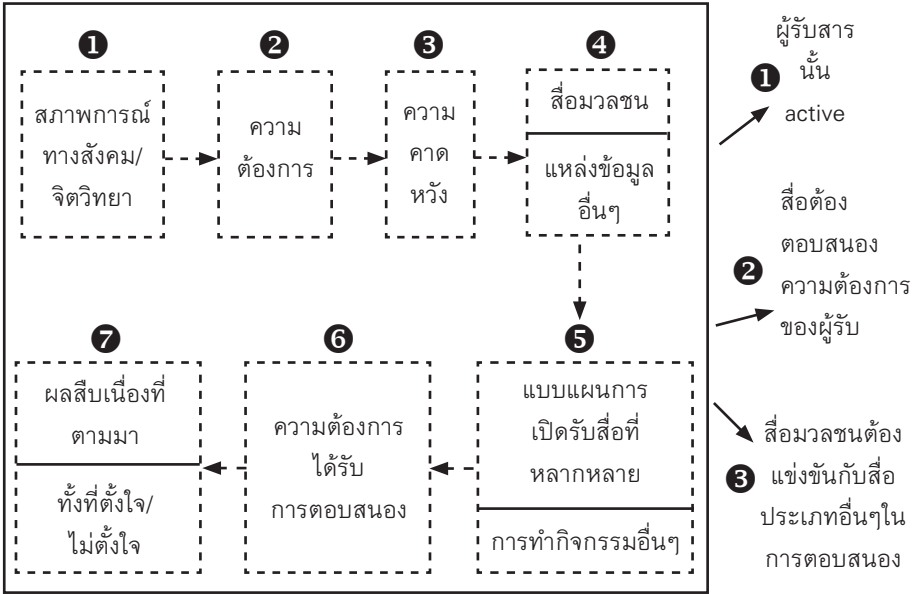 ❶
สภาพการณ์
ทางสังคม/
จิตวิทยา
❷
ความ
ต้องการ
❸
ความ
คาด
หวัง
❹
สื่อมวลชน
แหล่งข้อมูล
อื่นๆ
❺
แบบแผนการ
เปิดรับสื่อที่
หลากหลาย
การทำกิจกรรมอื่นๆ
❻
ความต้องการ
ได้รับ
การตอบสนอง
❼
ผลสืบเนื่องที่
ตามมา
ทั้งที่ตั้งใจ/
ไม่ตั้งใจ
ผู้รับสาร
❶ นั้น
active
สื่อต้อง
ตอบสนอง
❷ ความต้องการ
ของผู้รับ
สื่อมวลชนต้อง
❸ แข่งขันกับสื่อ
ประเภทอื่นๆใน
การตอบสนอง